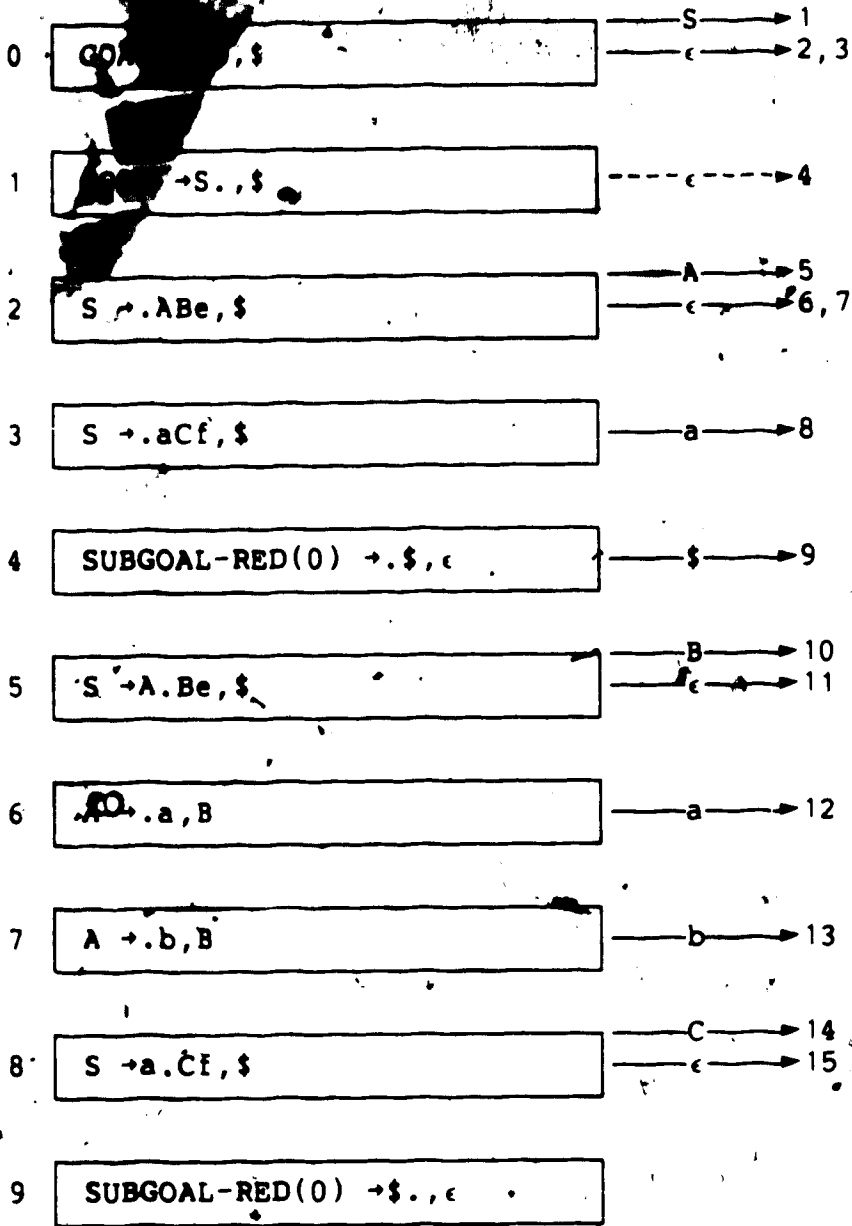 S 1
0 ,$ ϵ 2,3
1 →S.,$ ϵ 4
A 5
2 S →.ABe,$ ϵ 6,7
3 S →.aCf,$ a 8
4 SUBGOAL-RED(0) →.$,ϵ $ 9
B 10
5 S →A.Be,$ ϵ 11
6 →.a,B a 12
7 A →.b,B b 13
C 14
8 S →a.Cf,$ ϵ 15
9 SUBGOAL-RED(0) →$.,ϵ